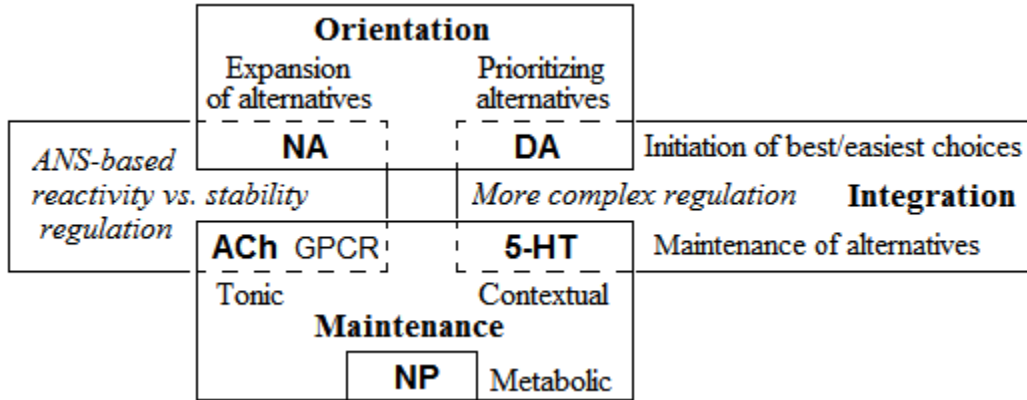 Orientation
Expansion
of alternatives
Prioritizing
alternatives
NA
DA
Initiation of best/easiest choices
ANS-based
reactivity vs. stability
regulation
More complex regulation
Integration
ACh GPCR
5-HT
Maintenance of alternatives
Tonic
Contextual
Maintenance
NP
Metabolic